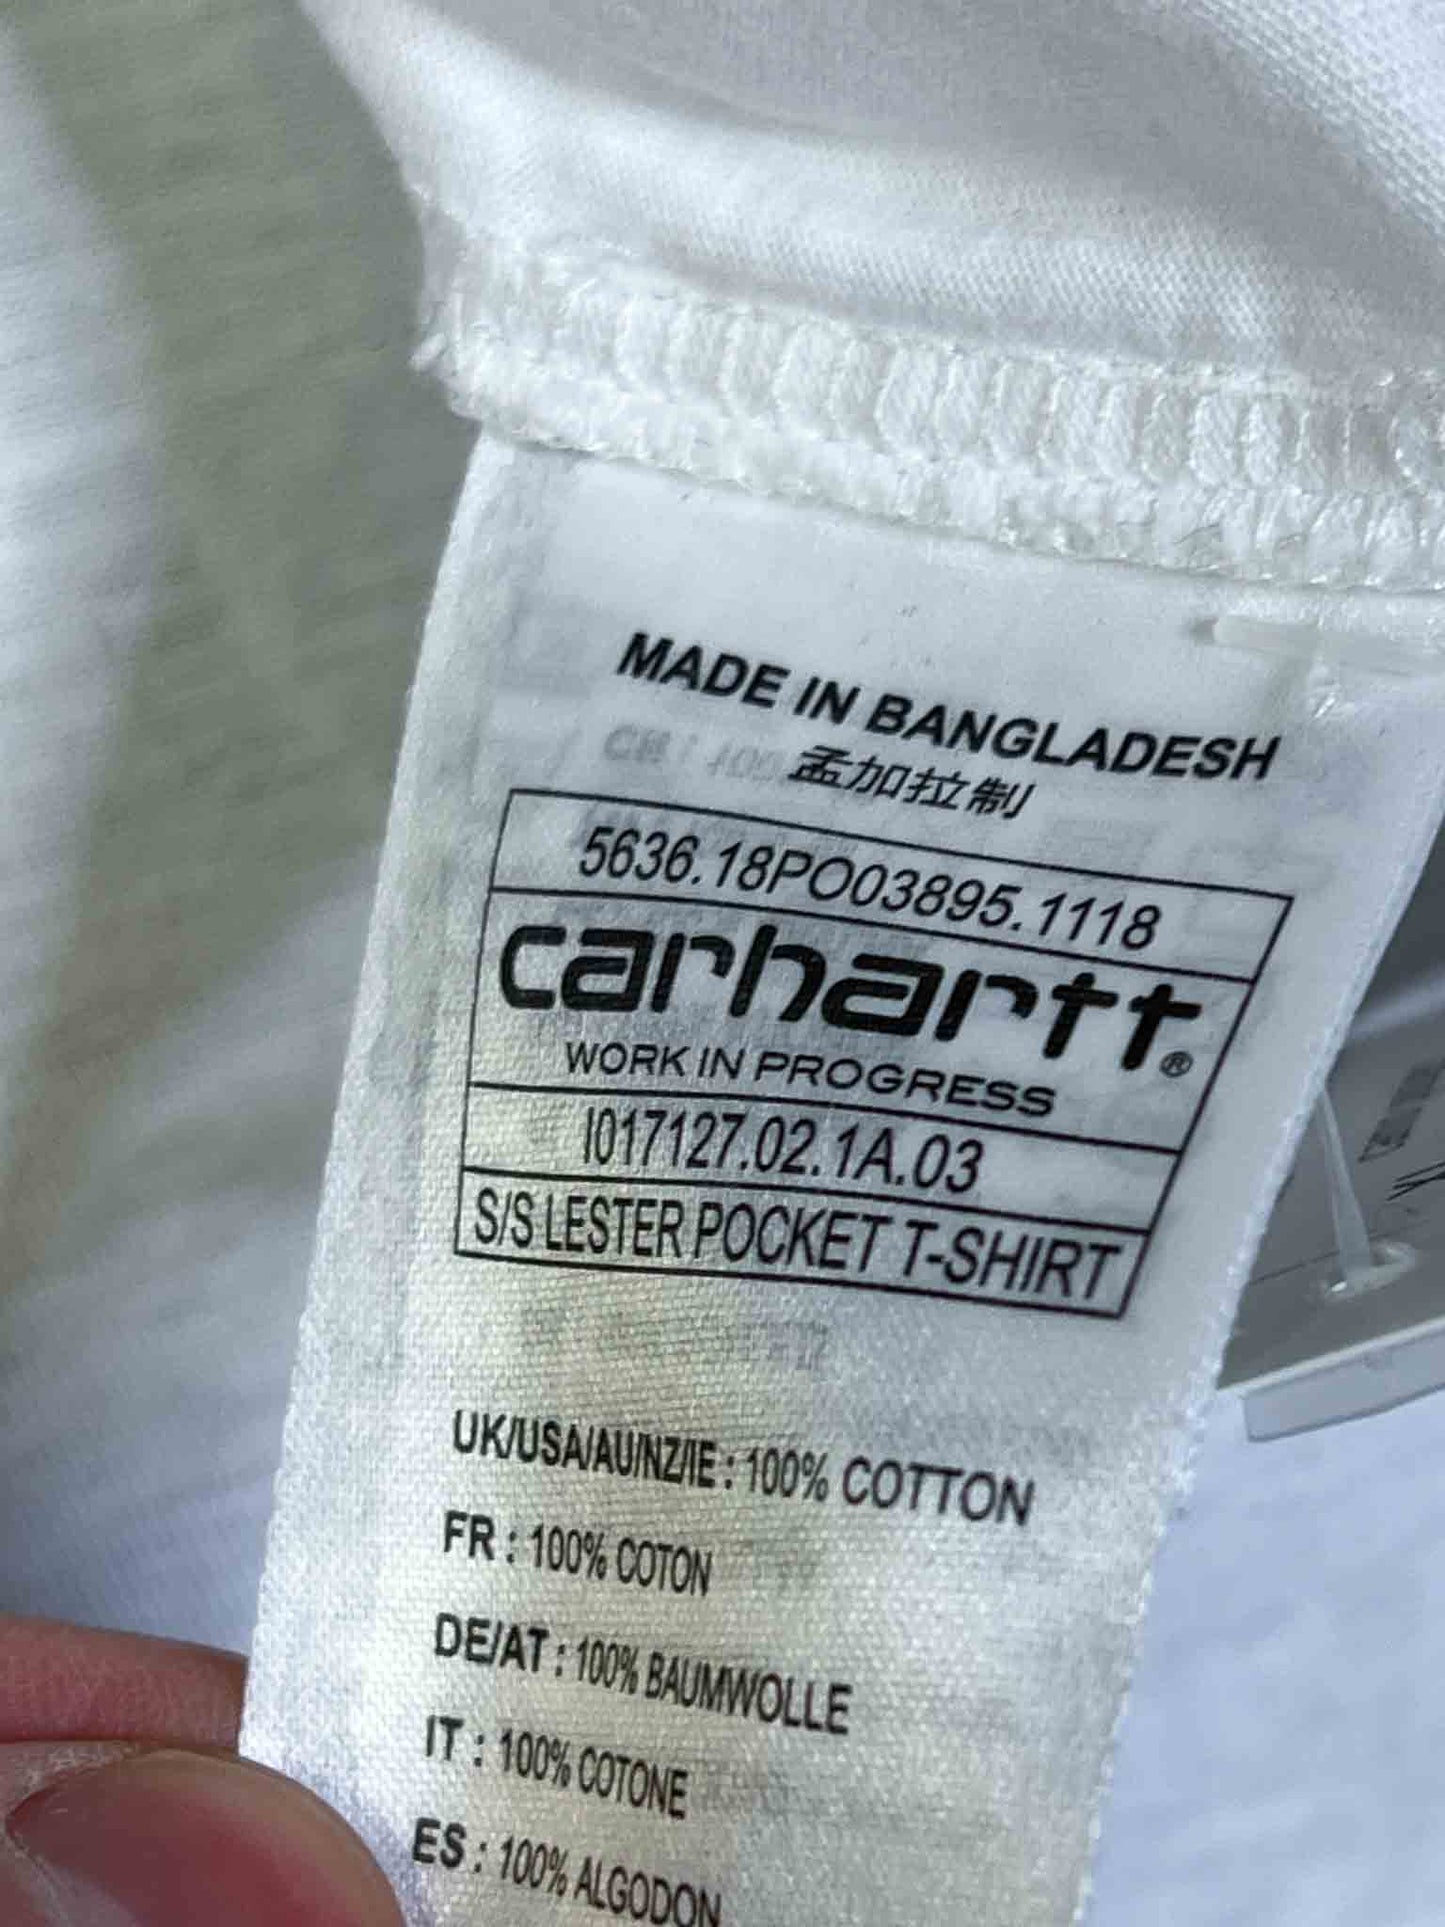 MADE IN BANGLADESH
孟加拉制
5636.18PO03895.1118
carhartt®
WORK IN PROGRESS
I017127.02.1A.03
S/S LESTER POCKET T-SHIRT
UK/USA/AU/NZ/IE : 100% COTTON
FR : 100% COTON
DE/AT : 100% BAUMWOLLE
IT : 100% COTONE
ES : 100% ALGODON